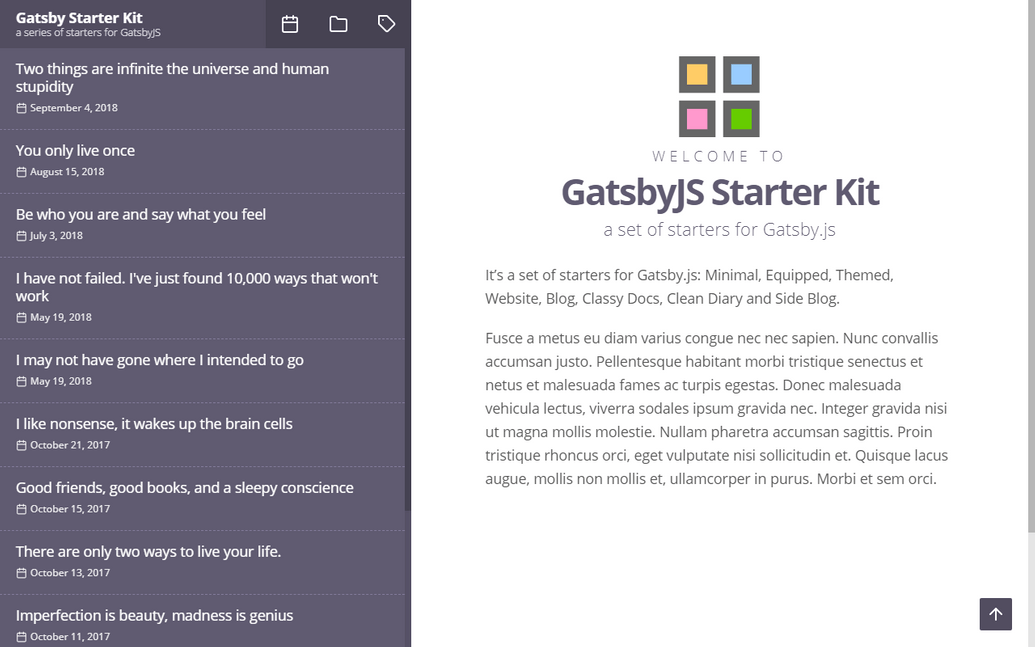 Gatsby Starter Kit
a series of starters for GatsbyJS
Two things are infinite the universe and human
stupidity
September 4, 2018
You only live once
August 15, 2018
Be who you are and say what you feel
July 3, 2018
I have not failed. I've just found 10,000 ways that won't
work
May 19, 2018
I may not have gone where I intended to go
May 19, 2018
I like nonsense, it wakes up the brain cells
October 21, 2017
Good friends, good books, and a sleepy conscience
October 15, 2017
There are only two ways to live your life.
October 13, 2017
Imperfection is beauty, madness is genius
October 11, 2017
WELCOME TO
GatsbyJS Starter Kit
a set of starters for Gatsby.js
It’s a set of starters for Gatsby.js: Minimal, Equipped, Themed,
Website, Blog, Classy Docs, Clean Diary and Side Blog.
Fusce a metus eu diam varius congue nec nec sapien. Nunc convallis
accumsan justo. Pellentesque habitant morbi tristique senectus et
netus et malesuada fames ac turpis egestas. Donec malesuada
vehicula lectus, viverra sodales ipsum gravida nec. Integer gravida nisi
ut magna mollis molestie. Nullam pharetra accumsan sagittis. Proin
tristique rhoncus orci, eget vulputate nisi sollicitudin et. Quisque lacus
augue, mollis non mollis et, ullamcorper in purus. Morbi et sem orci.